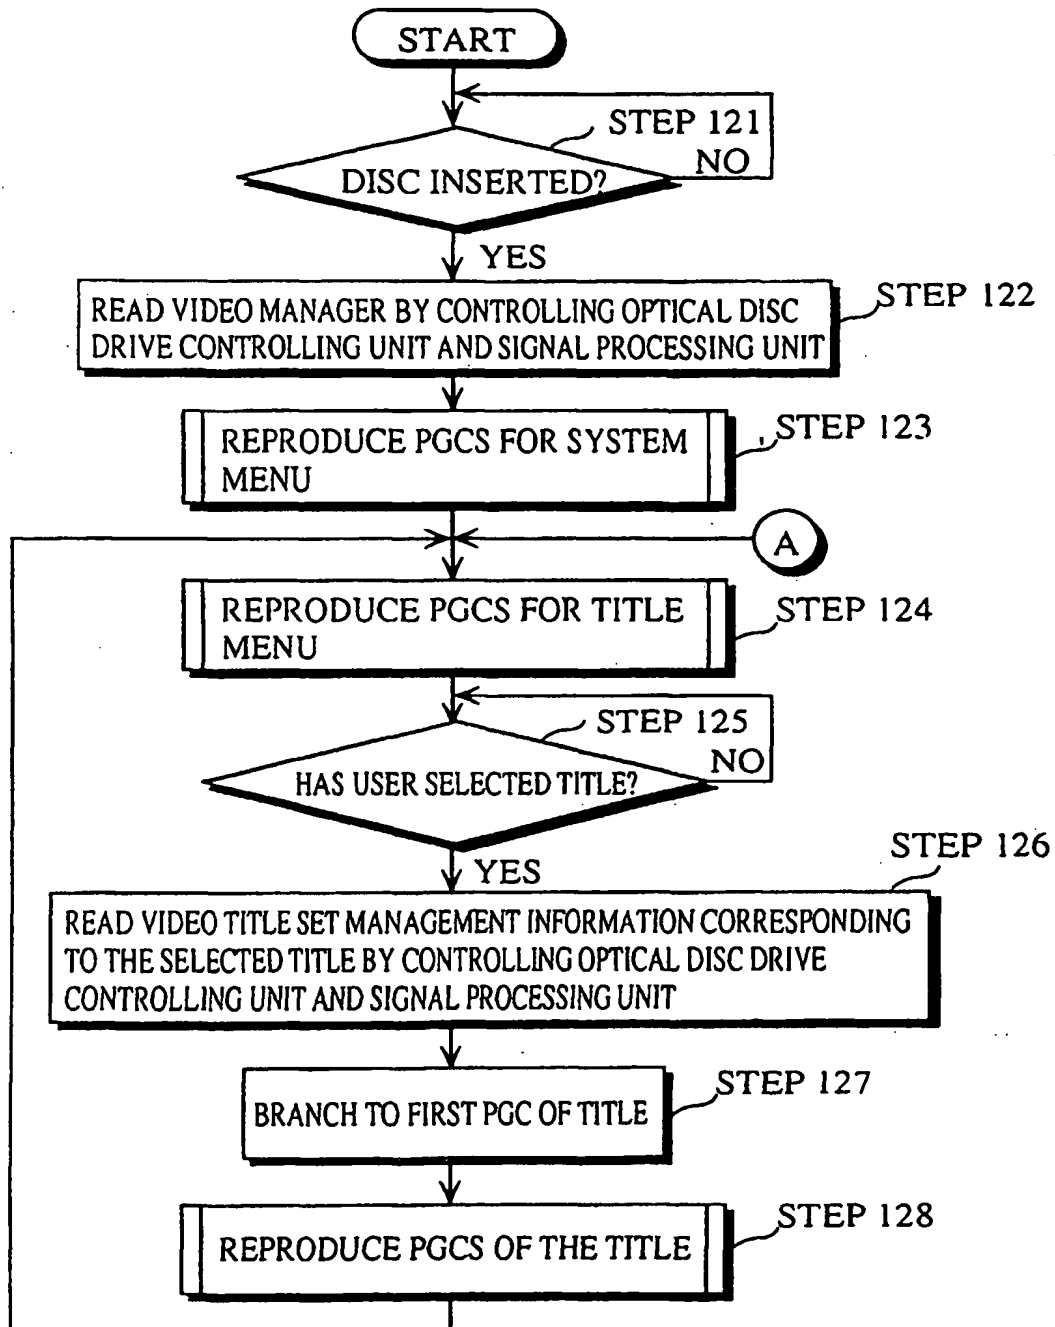 START
STEP 121
NO
DISC INSERTED?
YES
STEP 122
READ VIDEO MANAGER BY CONTROLLING OPTICAL DISC
DRIVE CONTROLLING UNIT AND SIGNAL PROCESSING UNIT
STEP 123
REPRODUCE PGCS FOR SYSTEM
MENU
A
STEP 124
REPRODUCE PGCS FOR TITLE
MENU
STEP 125
NO
HAS USER SELECTED TITLE?
YES
STEP 126
READ VIDEO TITLE SET MANAGEMENT INFORMATION CORRESPONDING
TO THE SELECTED TITLE BY CONTROLLING OPTICAL DISC DRIVE
CONTROLLING UNIT AND SIGNAL PROCESSING UNIT
STEP 127
BRANCH TO FIRST PGC OF TITLE
STEP 128
REPRODUCE PGCS OF THE TITLE